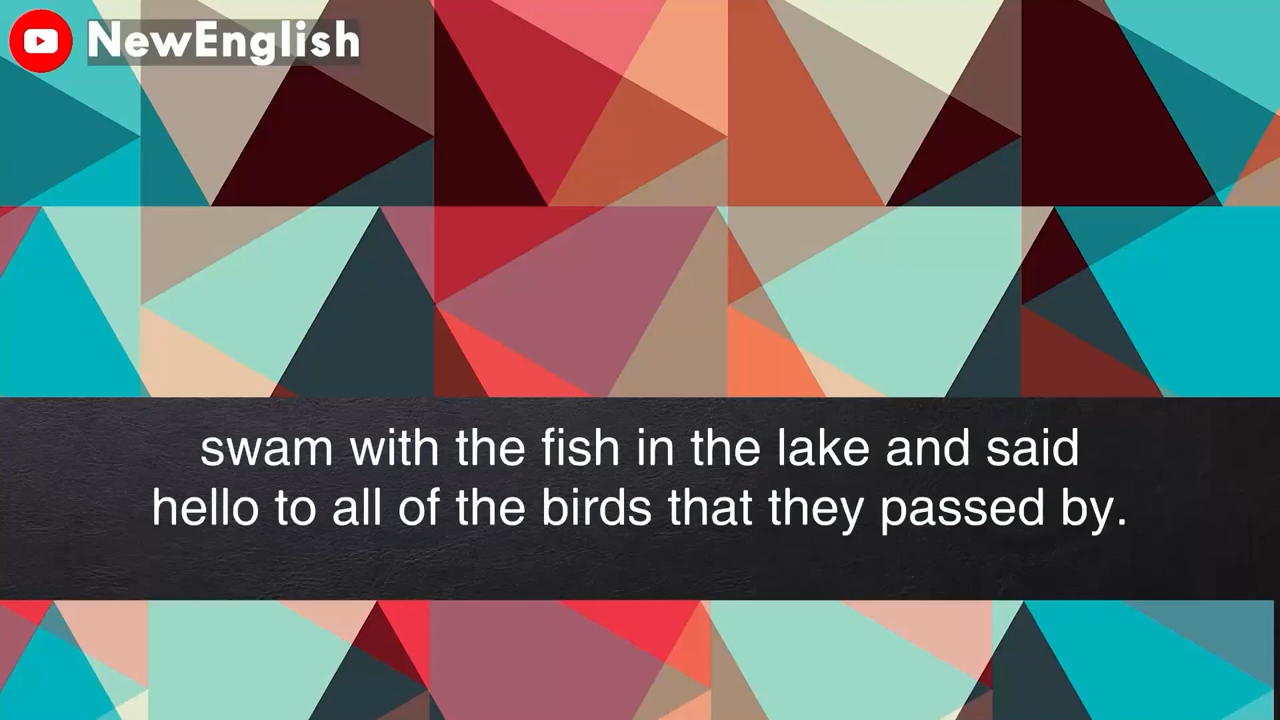 NewEnglish
swam with the fish in the lake and said
hello to all of the birds that they passed by.